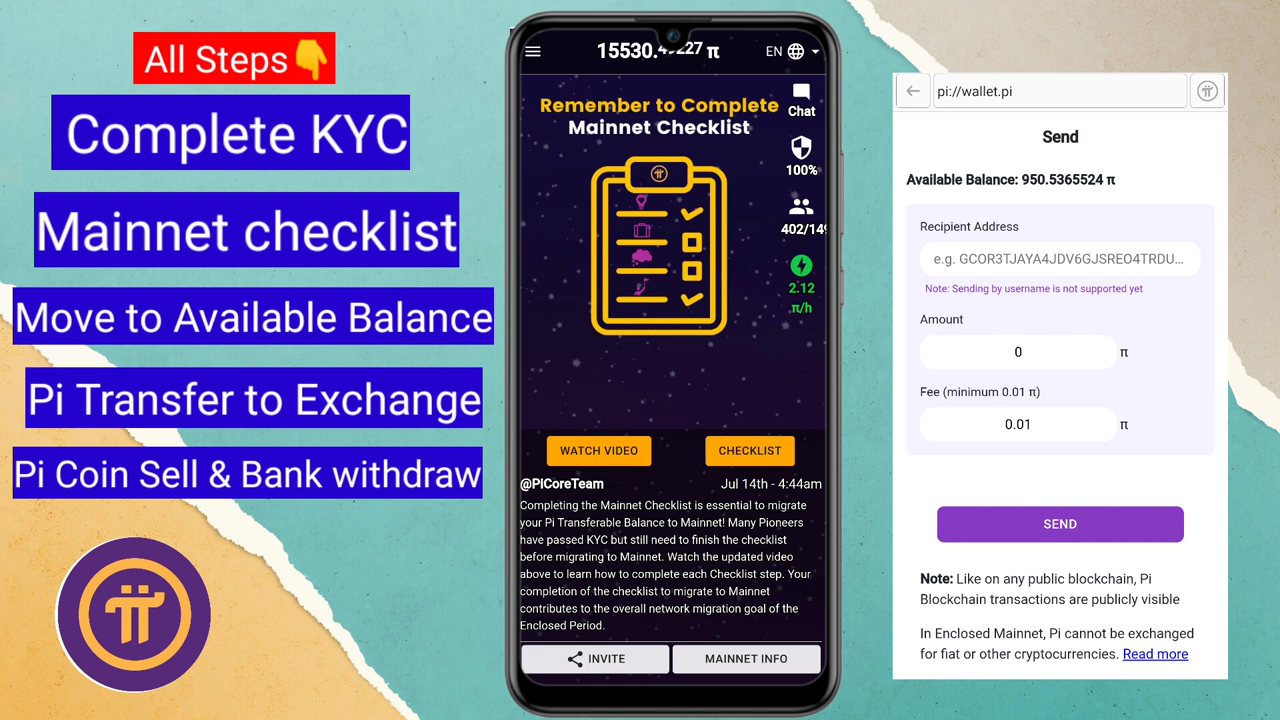 All Steps👇
Complete KYC
Mainnet checklist
Move to Available Balance
Pi Transfer to Exchange
Pi Coin Sell & Bank withdraw
15530.49227 π
EN
Remember to Complete
Mainnet Checklist
Chat
100%
402/149
2.12
π/h
WATCH VIDEO
CHECKLIST
@PiCoreTeam
Jul 14th - 4:44am
Completing the Mainnet Checklist is essential to migrate
your Pi Transferable Balance to Mainnet! Many Pioneers
have passed KYC but still need to finish the checklist
before migrating to Mainnet. Watch the updated video
above to learn how to complete each Checklist step. Your
completion of the checklist to migrate to Mainnet
contributes to the overall network migration goal of the
Enclosed Period.
INVITE
MAINNET INFO
pi://wallet.pi
Send
Available Balance: 950.5365524 π
Recipient Address
e.g. GCOR3TJAYA4JDV6GJSREO4TRDU...
Note: Sending by username is not supported yet
Amount
0 π
Fee (minimum 0.01 π)
0.01 π
SEND
Note: Like on any public blockchain, Pi
Blockchain transactions are publicly visible
In Enclosed Mainnet, Pi cannot be exchanged
for fiat or other cryptocurrencies. Read more